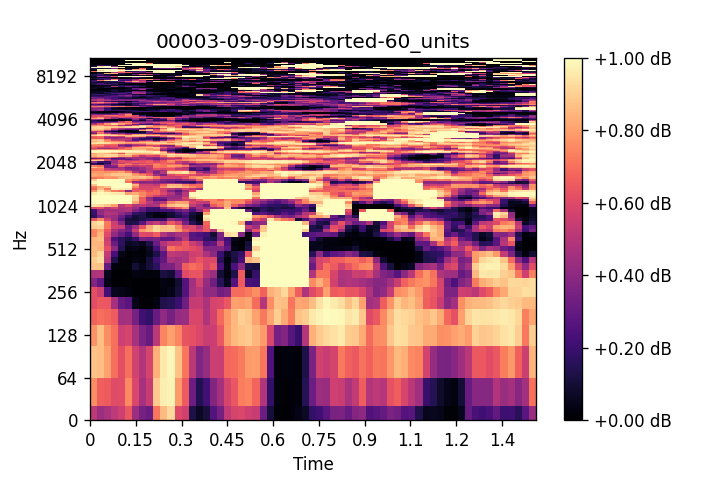 00003-09-09Distorted-60_units
8192
4096
2048
1024
512
256
128
64
0
Hz
0 0.15 0.3 0.45 0.6 0.75 0.9 1.1 1.2 1.4
Time
+1.00 dB
+0.80 dB
+0.60 dB
+0.40 dB
+0.20 dB
+0.00 dB